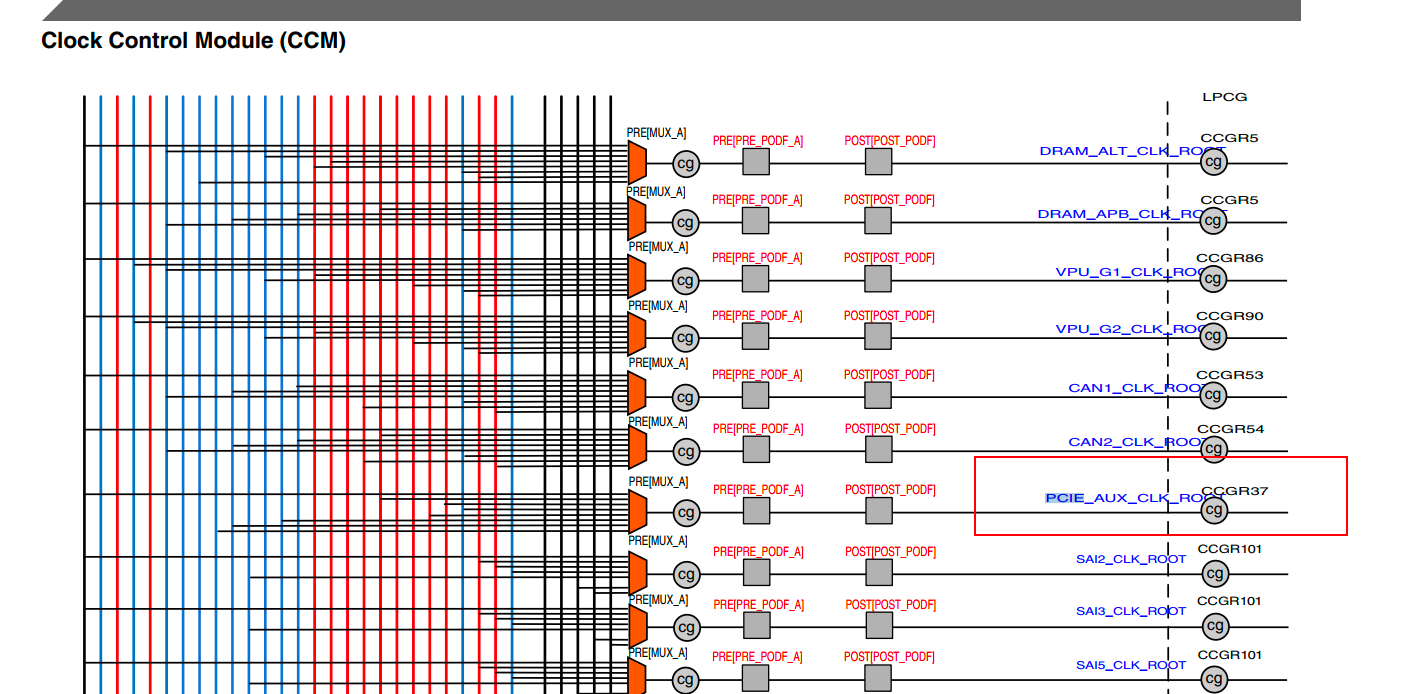 Clock Control Module (CCM)
LPCG
PRE[MUX_A] PRE[PRE_PODF_A] POST[POST_PODF] DRAM_ALT_CLK_ROOT CCGR5
cg cg
PRE[MUX_A] PRE[PRE_PODF_A] POST[POST_PODF] DRAM_APB_CLK_ROOT CCGR5
cg cg
PRE[MUX_A] PRE[PRE_PODF_A] POST[POST_PODF] VPU_G1_CLK_ROOT CCGR86
cg cg
PRE[MUX_A] PRE[PRE_PODF_A] POST[POST_PODF] VPU_G2_CLK_ROOT CCGR90
cg cg
PRE[MUX_A] PRE[PRE_PODF_A] POST[POST_PODF] CAN1_CLK_ROOT CCGR53
cg cg
PRE[MUX_A] PRE[PRE_PODF_A] POST[POST_PODF] CAN2_CLK_ROOT CCGR54
cg cg
PRE[MUX_A] PRE[PRE_PODF_A] POST[POST_PODF] PCIE_AUX_CLK_ROOT CCGR37
cg cg
PRE[MUX_A] PRE[PRE_PODF_A] POST[POST_PODF] SAI2_CLK_ROOT CCGR101
cg cg
PRE[MUX_A] PRE[PRE_PODF_A] POST[POST_PODF] SAI3_CLK_ROOT CCGR101
cg cg
PRE[MUX_A] PRE[PRE_PODF_A] POST[POST_PODF] SAI5_CLK_ROOT CCGR101
cg cg